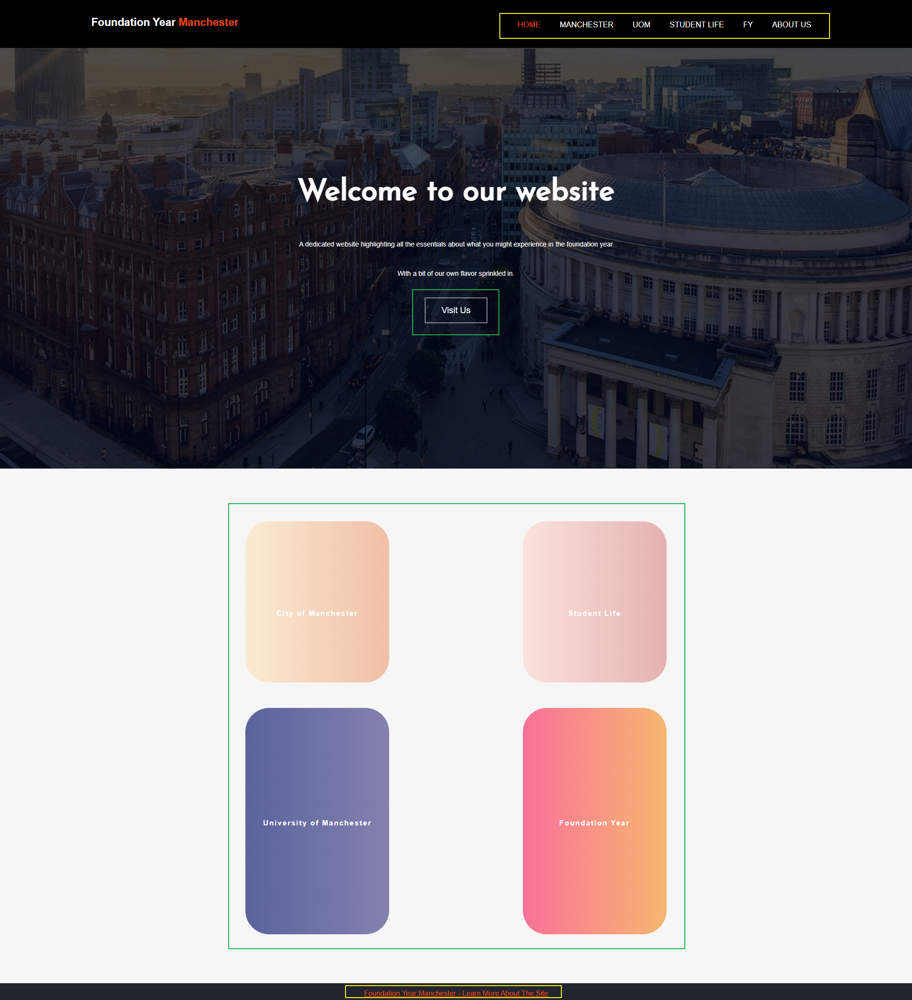 Foundation Year Manchester
HOME MANCHESTER UOM STUDENT LIFE FY ABOUT US
Welcome to our website
A dedicated website highlighting all the essentials about what you might experience in the foundation year
With a bit of our own flavor sprinkled in.
Visit Us
City of Manchester
Student Life
University of Manchester
Foundation Year
Foundation Year Manchester - Learn More About The Site